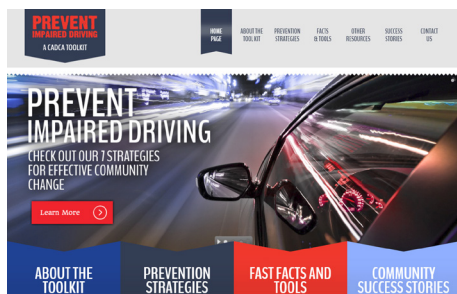 PREVENT
IMPAIRED DRIVING
A CADCA TOOLKIT
HOME
PAGE
ABOUT THE
TOOL KIT
PREVENTION
STRATEGIES
FACTS
& TOOLS
OTHER
RESOURCES
SUCCESS
STORIES
CONTACT
US
PREVENT
IMPAIRED DRIVING
CHECK OUT OUR 7 STRATEGIES
FOR EFFECTIVE COMMUNITY
CHANGE
Learn More
ABOUT THE
TOOLKIT
PREVENTION
STRATEGIES
FAST FACTS AND
TOOLS
COMMUNITY
SUCCESS STORIES